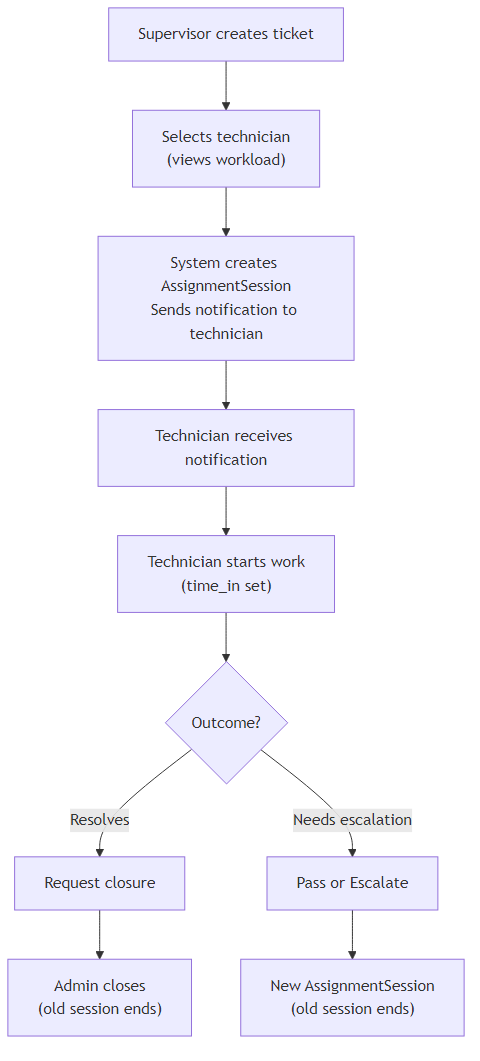 Supervisor creates ticket
Selects technician
(views workload)
System creates
AssignmentSession
Sends notification to
technician
Technician receives
notification
Technician starts work
(time_in set)
Outcome?
Resolves
Needs escalation
Request closure
Pass or Escalate
Admin closes
(old session ends)
New AssignmentSession
(old session ends)